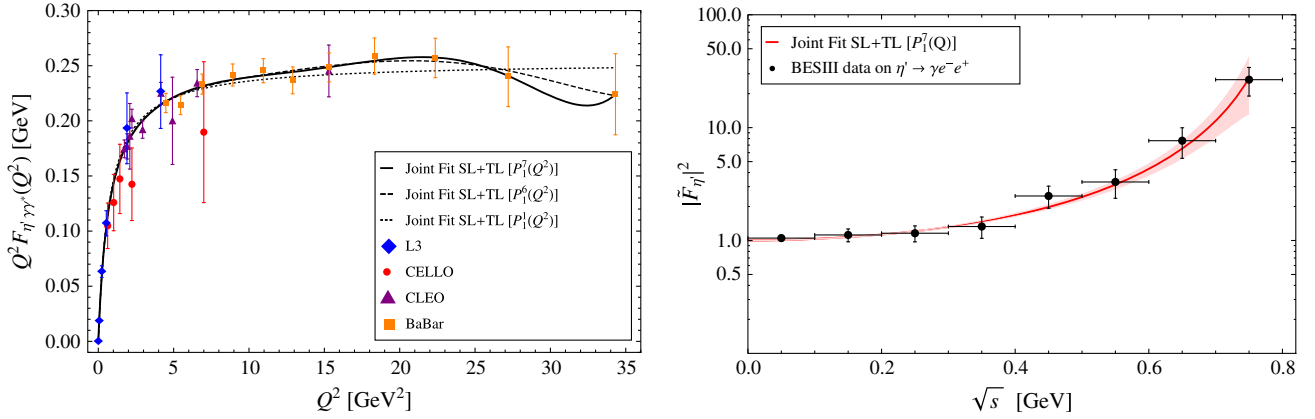 0.30
0.25
0.20
0.15
0.10
0.05
0.00
Q²F_{η'γγ*}(Q²) [GeV]
Joint Fit SL+TL [P₁⁷(Q²)]
Joint Fit SL+TL [P₁⁶(Q²)]
Joint Fit SL+TL [P₁¹(Q²)]
L3
CELLO
CLEO
BaBar
0 5 10 15 20 25 30 35
Q² [GeV²]
100.0
50.0
10.0
5.0
1.0
0.5
|F̃_{η'}|²
Joint Fit SL+TL [P₁⁷(Q)]
BESIII data on η' → γe⁻e⁺
0.0 0.2 0.4 0.6 0.8
√s [GeV]